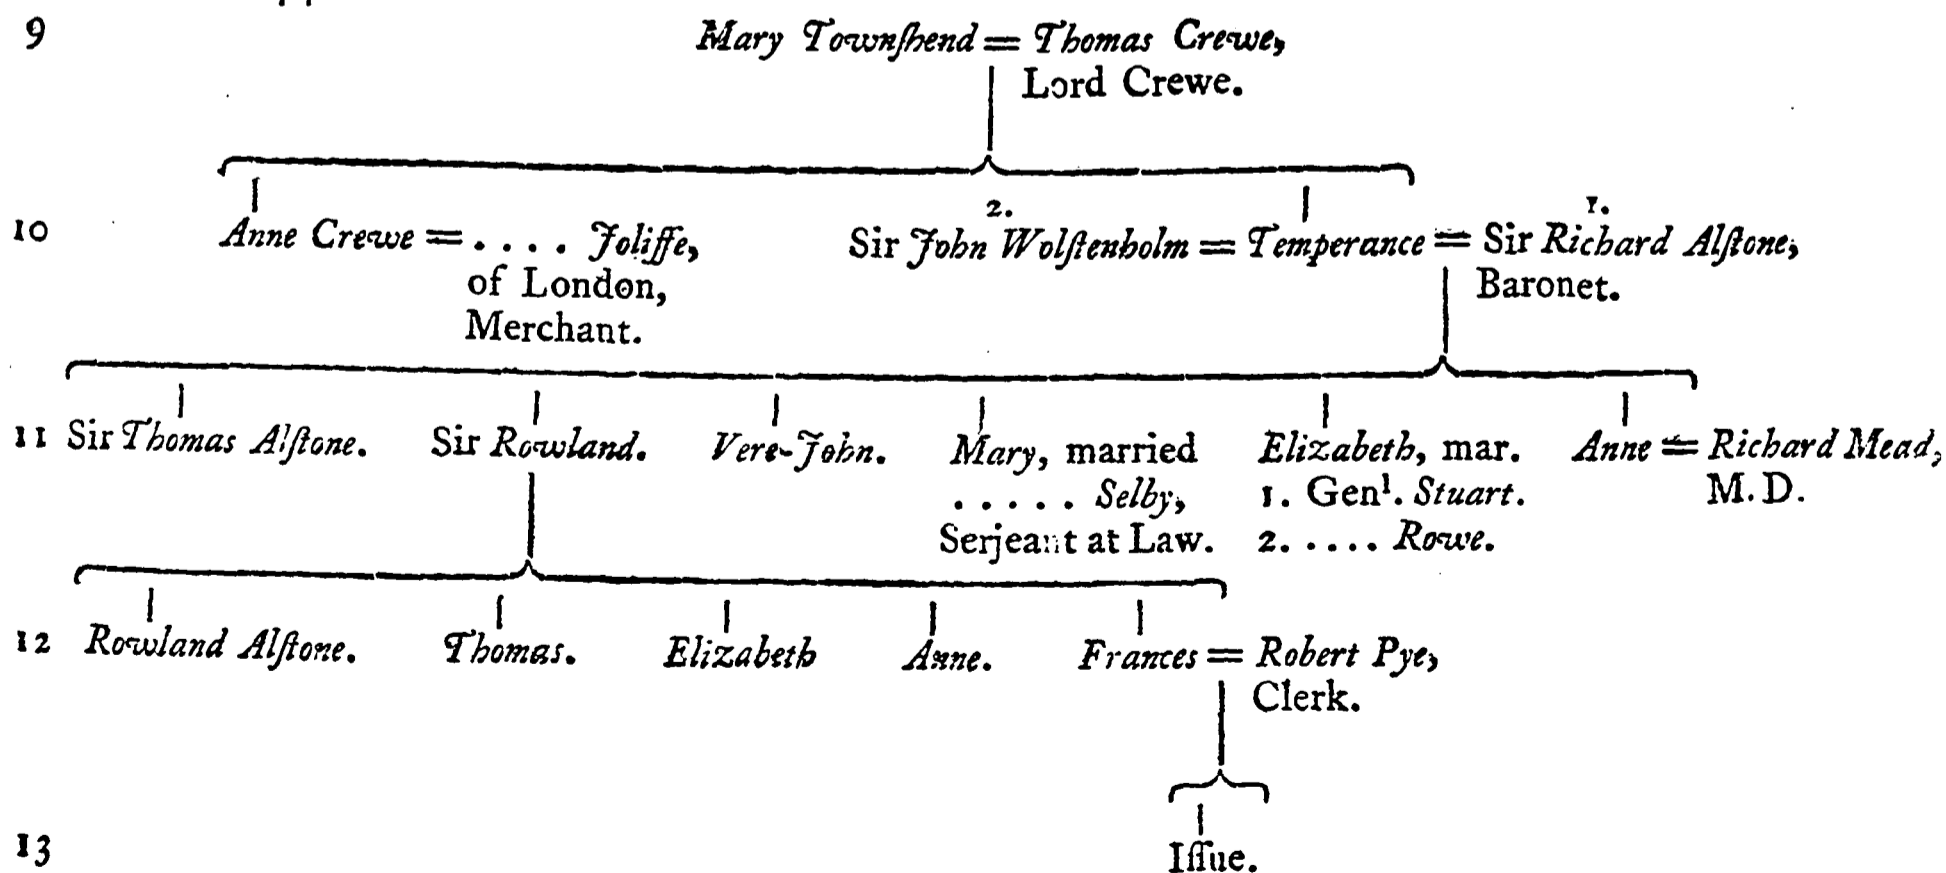 9 Mary Townſhend = Thomas Crewe,
Lord Crewe.
2. 1.
10 Anne Crewe = . . . . Joliffe, Sir John Wolſtenholm = Temperance = Sir Richard Alſtone,
of London, Baronet.
Merchant.
11 Sir Thomas Alſtone. Sir Rowland. Vere-John. Mary, married Elizabeth, mar. Anne = Richard Mead,
. . . . . Selby, 1. Genˡ. Stuart. M. D.
Serjeant at Law. 2. . . . . Rowe.
12 Rowland Alſtone. Thomas. Elizabeth Anne. Frances = Robert Pye,
Clerk.
13 Iſſue.